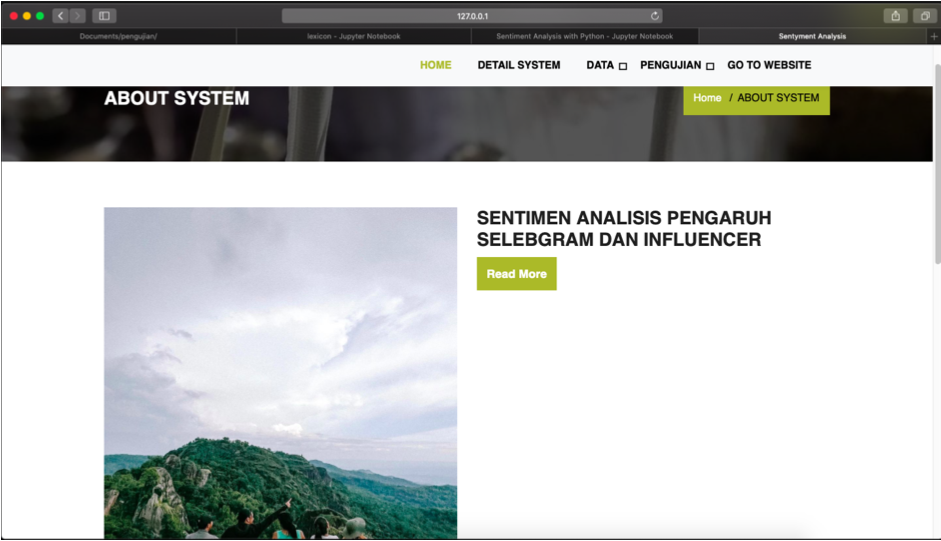 127.0.0.1
Documents/pengujian/
lexicon - Jupyter Notebook
Sentiment Analysis with Python - Jupyter Notebook
Sentyment Analysis
HOME DETAIL SYSTEM DATA PENGUJIAN GO TO WEBSITE
ABOUT SYSTEM
Home / ABOUT SYSTEM
SENTIMEN ANALISIS PENGARUH
SELEBGRAM DAN INFLUENCER
Read More